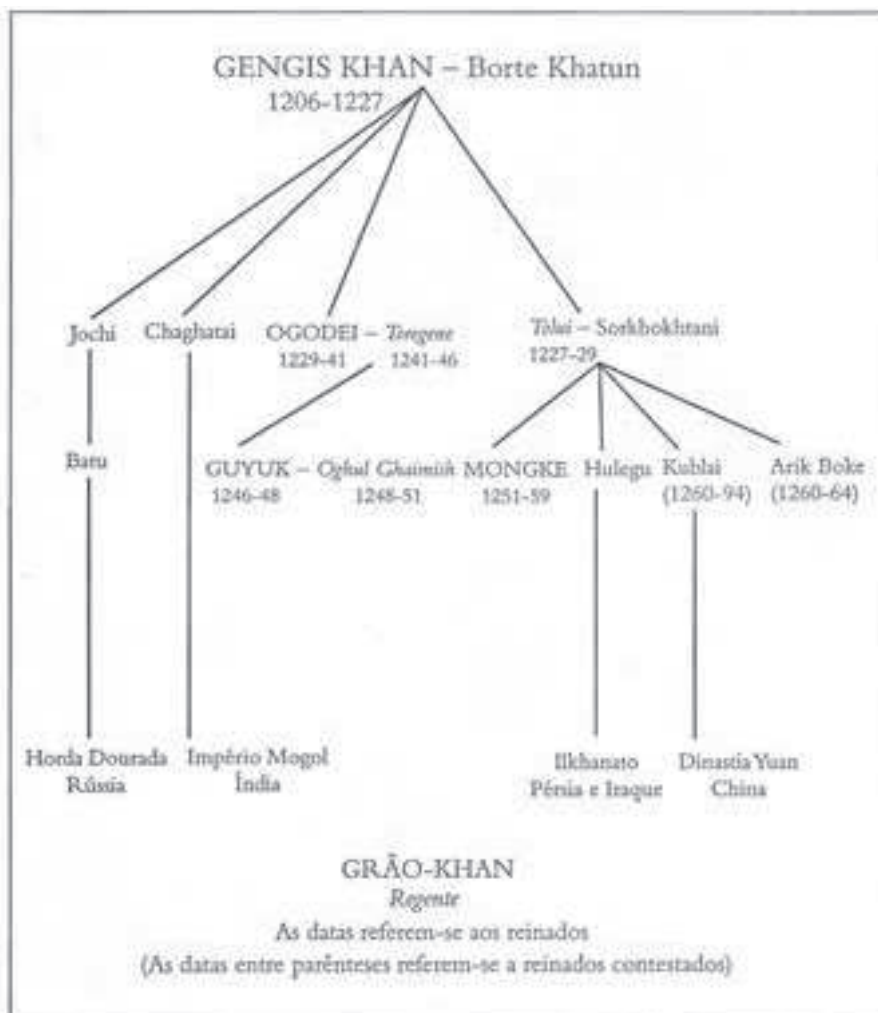 GENGIS KHAN – Borte Khatun
1206-1227
Jochi Chaghatai OGODEI – Toregene Tolui – Sorkhokhtani
1229-41 1241-46 1227-29
Batu GUYUK – Oghul Ghaimish MONGKE Hulegu Kublai Arik Boke
1246-48 1248-51 1251-59 (1260-94) (1260-64)
Horda Dourada Império Mogol Ilkhanato Dinastia Yuan
Rússia Índia Pérsia e Iraque China
GRÃO-KHAN
Regente
As datas referem-se aos reinados
(As datas entre parênteses referem-se a reinados contestados)